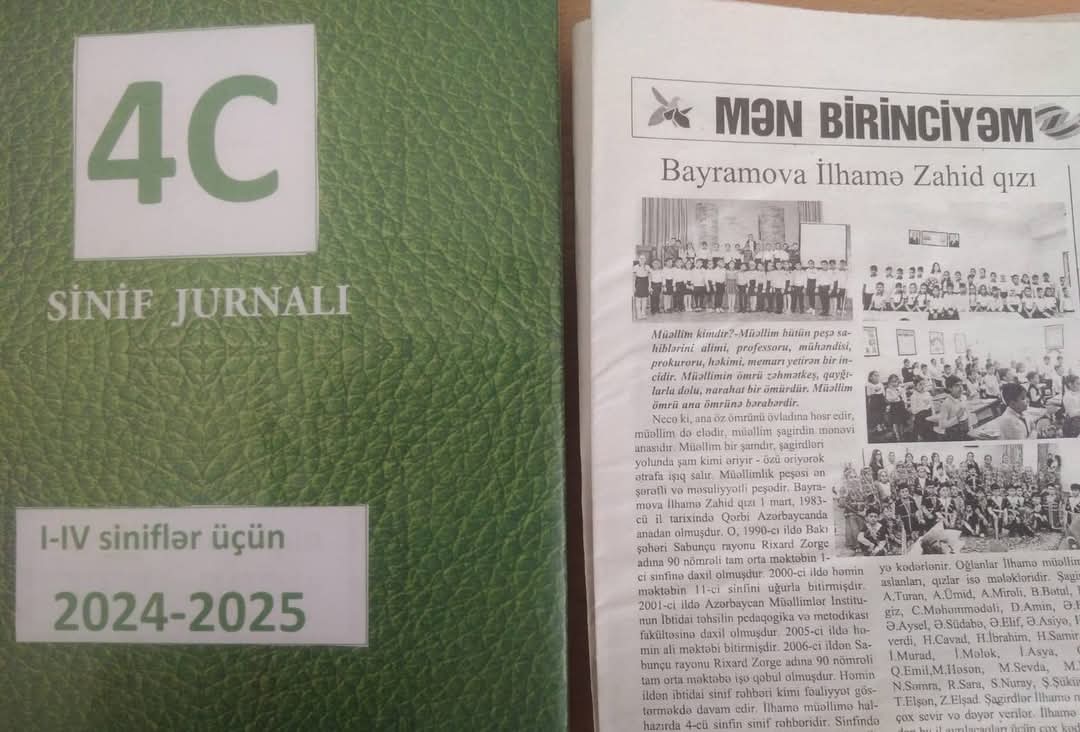 4C
SİNİF JURNALI
I-IV siniflər üçün
2024-2025
MƏN BİRİNCİYƏM
Bayramova İlhamə Zahid qızı
Müəllim kimdir?-Müəllim bütün peşə sa-
hiblərini alimi, professoru, mühəndisi,
prokuroru, həkimi, memarı yetirən bir in-
cidir. Müəllimin ömrü zəhmətkeş, qayğı-
larla dolu, narahat bir ömürdür. Müəllim
ömrü ana ömrünə bərabərdir.
Necə ki, ana öz ömrünü övladına həsr edir,
müəllim də elədir, müəllim şagirdin mənəvi
anasıdır. Müəllim bir şamdır, şagirdləri
yolunda şam kimi əriyir - özü əriyərək
ətrafa işıq salır. Müəllimlik peşəsi ən
şərəfli və məsuliyyətli peşədir. Bayra-
mova İlhamə Zahid qızı 1 mart, 1983-
cü il tarixində Qərbi Azərbaycanda
anadan olmuşdur. O, 1990-cı ildə Bakı
şəhəri Sabunçu rayonu Rixard Zorge
adına 90 nömrəli tam orta məktəbin 1-
ci sinfinə daxil olmuşdur. 2000-ci ildə həmin
məktəbin 11-ci sinfini uğurla bitirmişdir.
2001-ci ildə Azərbaycan Müəllimlər İnstitu-
nun İbtidai təhsilin pedaqogika və metodikası
fakültəsinə daxil olmuşdur. 2005-ci ildə hə-
min ali məktəbi bitirmişdir. 2006-cı ildən Sa-
bunçu rayonu Rixard Zorge adına 90 nömrəli
tam orta məktəbə işə qəbul olmuşdur. Həmin
ildən ibtidai sinif rəhbəri kimi fəaliyyət gös-
tərməkdə davam edir. İlhamə müəllimə hal-
hazırda 4-cü sinfin sinif rəhbəridir. Sinfində
yə kədərlənir. Oğlanlar İlhamə müəllim
aslanları, qızlar isə mələkləridir. Şagi
A.Turan, A.Ümid, A.Mirəli, B.Batul,
giz, C.Məhəmmədəli, D.Amin,
Ə.Aysel, Ə.Südabə, Ə.Elif, Ə.Asiyə,
verdi, H.Cavad, H.İbrahim, H.Samir
İ.Murad, İ.Mələk, İ.Asya,
Q.Emil,M.Həsən, M.Sevda, M.
N.Səmra, R.Sara, S.Nuray, Ş.Şükü
T.Elşən, Z.Elşad. Şagirdlər İlhamə m
çox sevir və dəyər verilər. İlhamə